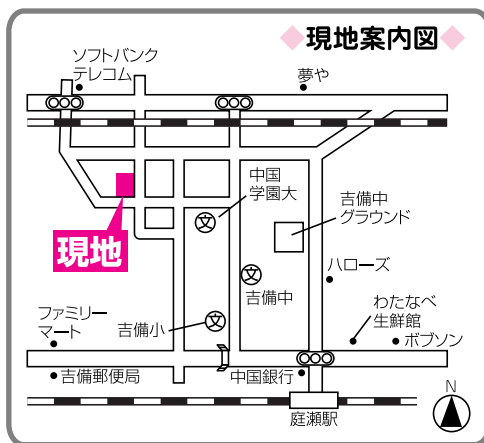 現地案内図
ソフトバンク
テレコム
夢や
中国
学園大
文
吉備中
グラウンド
現地
ハローズ
文
吉備中
わたなべ
生鮮館
ファミリー
マート
吉備小
文
ボブソン
吉備郵便局
中国銀行
庭瀬駅
N